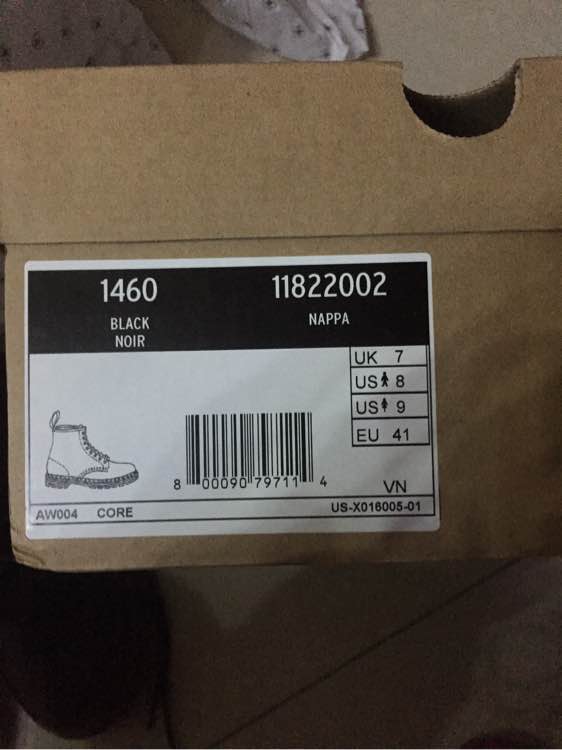 1460
11822002
BLACK
NOIR
NAPPA
UK 7
US 8
US 9
EU 41
8 00090 79711 4
VN
AW004 CORE
US-X016005-01